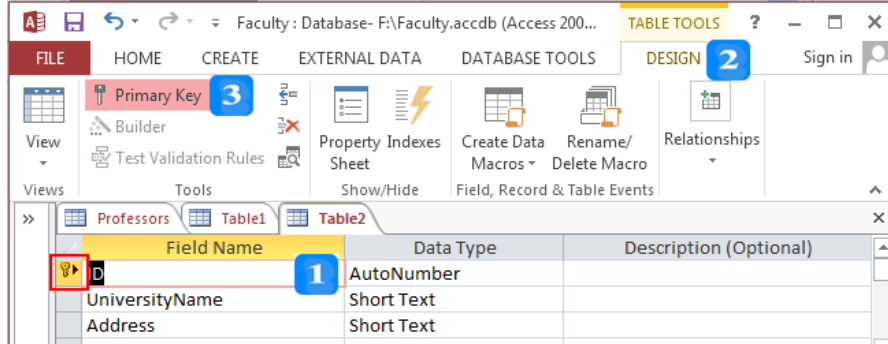 Faculty : Database- F:\Faculty.accdb (Access 200... TABLE TOOLS ?
FILE HOME CREATE EXTERNAL DATA DATABASE TOOLS DESIGN 2 Sign in
Primary Key 3
Builder
Test Validation Rules
View
Property Sheet
Indexes
Create Data Macros
Rename/ Delete Macro
Relationships
Views Tools Show/Hide Field, Record & Table Events
» Professors Table1 Table2
Field Name Data Type Description (Optional)
ID 1 AutoNumber
UniversityName Short Text
Address Short Text